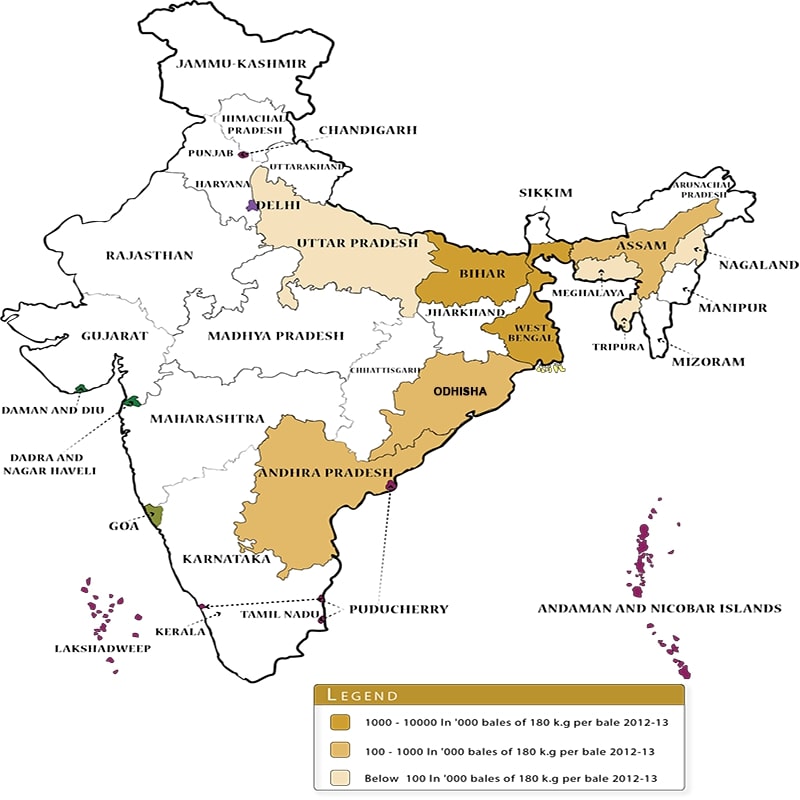 JAMMU-KASHMIR
HIMACHAL
PRADESH
CHANDIGARH
PUNJAB
UTTARAKHAND
HARYANA
DELHI
SIKKIM
ARUNACHAL
PRADESH
UTTAR PRADESH
ASSAM
RAJASTHAN
BIHAR
NAGALAND
MEGHALAYA
MANIPUR
JHARKHAND
GUJARAT
MADHYA PRADESH
WEST
BENGAL
TRIPURA
MIZORAM
CHHATTISGARH
ODHISHA
DAMAN AND DIU
MAHARASHTRA
DADRA AND
NAGAR HAVELI
ANDHRA PRADESH
GOA
KARNATAKA
PUDUCHERRY
ANDAMAN AND NICOBAR ISLANDS
TAMIL NADU
KERALA
LAKSHADWEEP
LEGEND
1000 - 10000 In '000 bales of 180 k.g per bale 2012-13
100 - 1000 In '000 bales of 180 k.g per bale 2012-13
Below 100 In '000 bales of 180 k.g per bale 2012-13